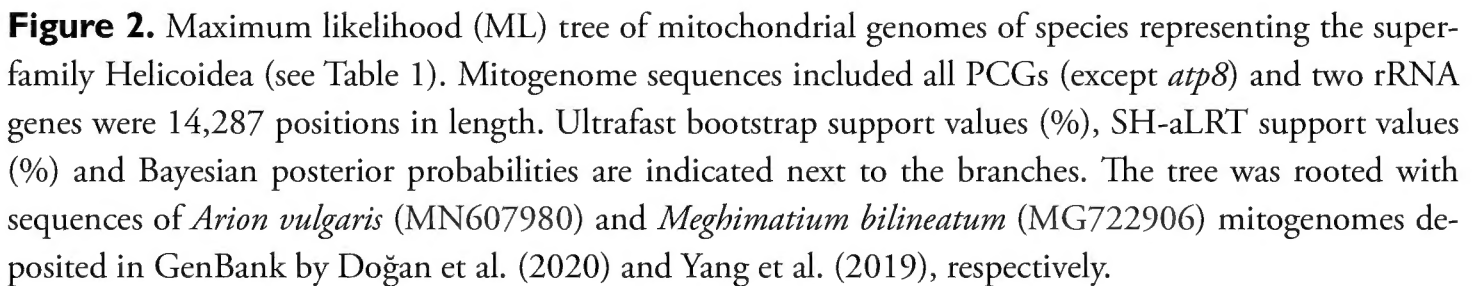 Figure 2. Maximum likelihood (ML) tree of mitochondrial genomes of species representing the super-
family Helicoidea (see Table 1). Mitogenome sequences included all PCGs (except atp8) and two rRNA
genes were 14,287 positions in length. Ultrafast bootstrap support values (%), SH-aLRT support values
(%) and Bayesian posterior probabilities are indicated next to the branches. The tree was rooted with
sequences of Arion vulgaris (MN607980) and Meghimatium bilineatum (MG722906) mitogenomes de-
posited in GenBank by Doğan et al. (2020) and Yang et al. (2019), respectively.